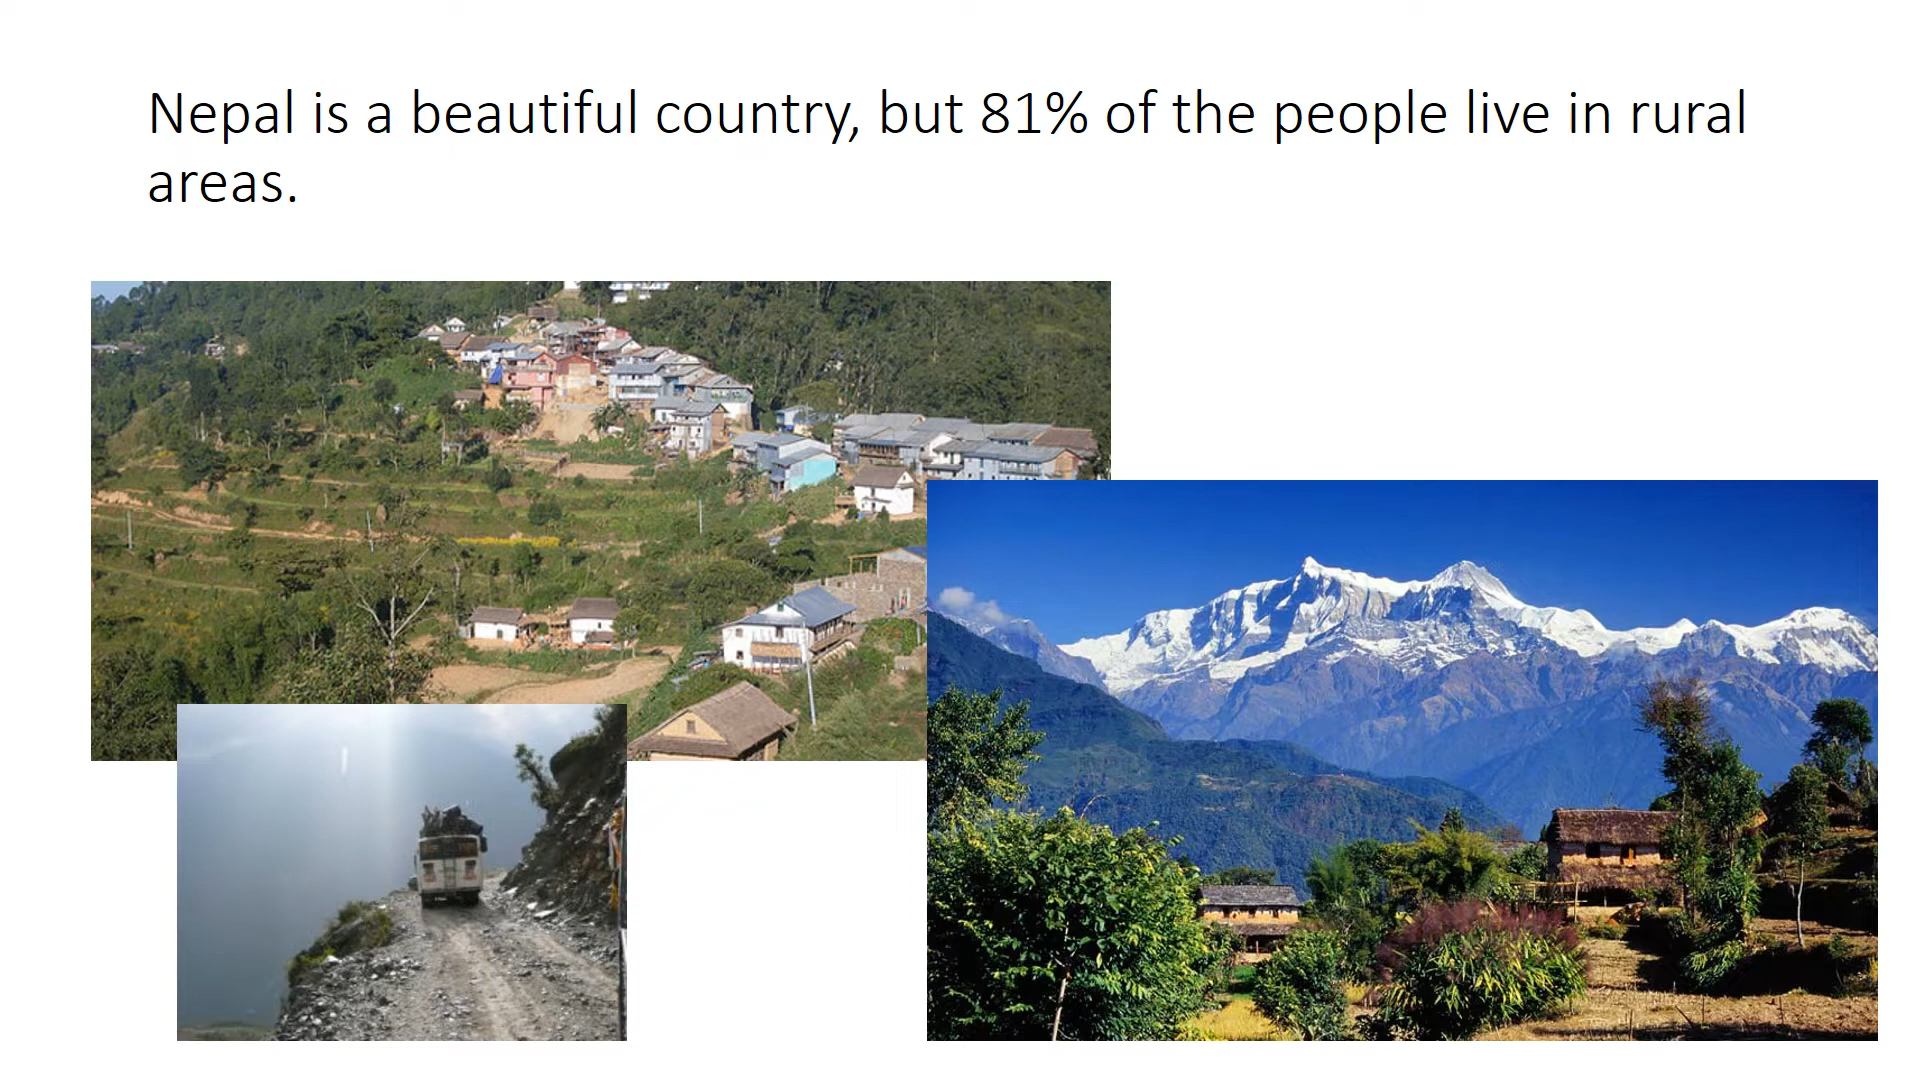 Nepal is a beautiful country, but 81% of the people live in rural
areas.